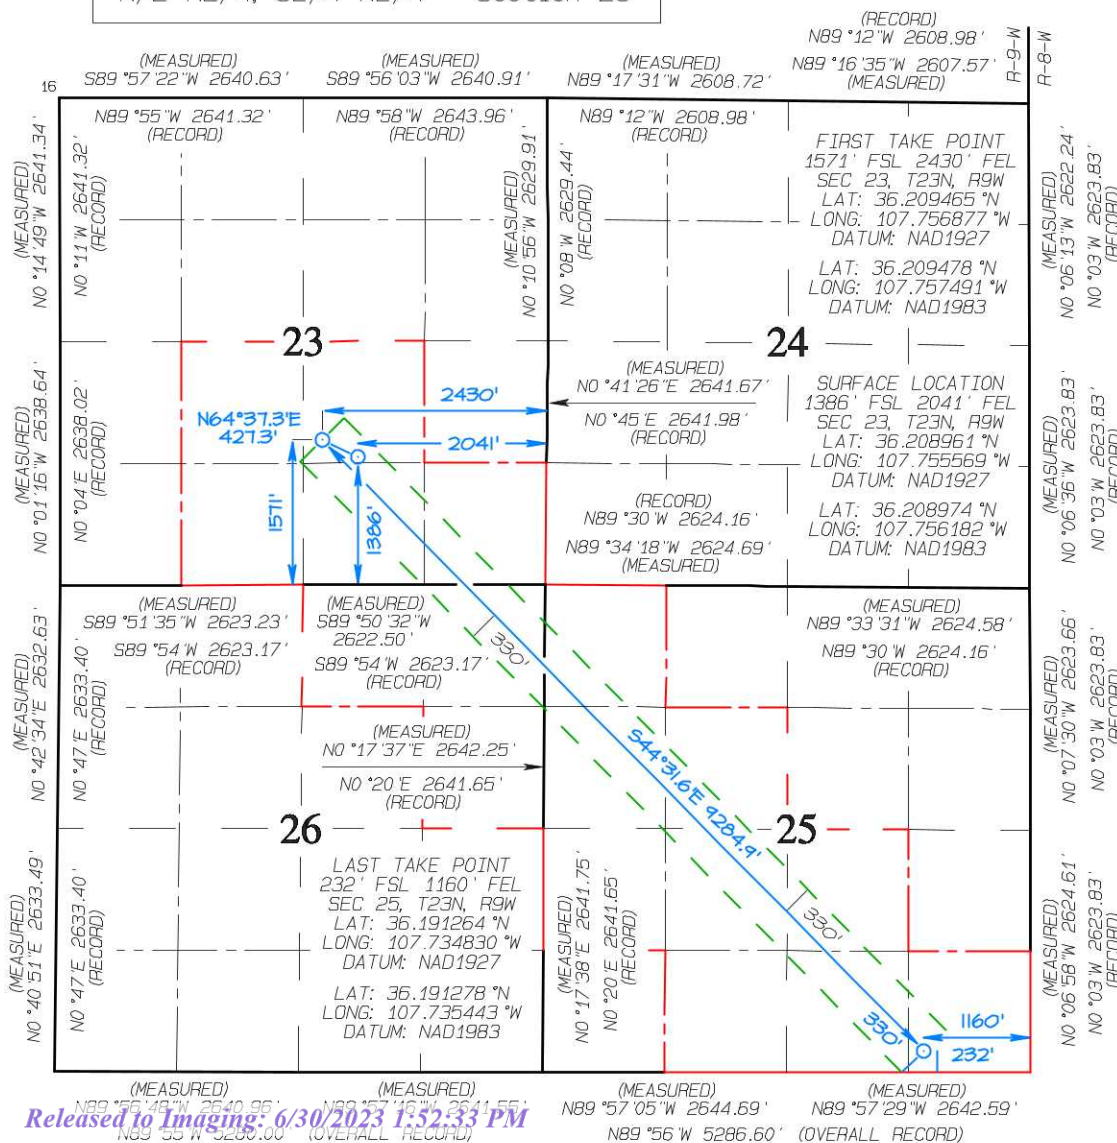 Section 23
(RECORD)
N89°12'W 2608.98'
N89°16'35"W 2607.57'
(MEASURED)
R-9-W
R-8-W
(MEASURED)
S89°57'22"W 2640.63'
(MEASURED)
S89°56'03"W 2640.91'
(MEASURED)
N89°17'31"W 2608.72'
16
N89°55'W 2641.32'
(RECORD)
N89°58'W 2643.96'
(RECORD)
N89°12'W 2608.98'
(RECORD)
(MEASURED)
N0°14'49"W 2641.34'
N0°11'W 2641.32'
(RECORD)
(MEASURED)
N0°10'56"W 2629.91'
N0°08'W 2629.44'
(RECORD)
FIRST TAKE POINT
1571' FSL 2430' FEL
SEC 23, T23N, R9W
LAT: 36.209465°N
LONG: 107.756877°W
DATUM: NAD1927
LAT: 36.209478°N
LONG: 107.757491°W
DATUM: NAD1983
(MEASURED)
N0°06'13"W 2622.24'
N0°03'W 2623.83'
(RECORD)
23
24
(MEASURED)
N0°41'26"E 2641.67'
N0°45'E 2641.98'
(RECORD)
SURFACE LOCATION
1386' FSL 2041' FEL
SEC 23, T23N, R9W
LAT: 36.208961°N
LONG: 107.755569°W
DATUM: NAD1927
LAT: 36.208974°N
LONG: 107.756182°W
DATUM: NAD1983
2430'
N64°37.3'E
427.3'
2041'
1571'
1386'
(MEASURED)
N0°01'16"W 2638.64'
N0°04'E 2638.02'
(RECORD)
(RECORD)
N89°30'W 2624.16'
N89°34'18"W 2624.69'
(MEASURED)
(MEASURED)
N0°06'36"W 2623.83'
N0°03'W 2623.83'
(RECORD)
(MEASURED)
S89°51'35"W 2623.23'
S89°54'W 2623.17'
(RECORD)
(MEASURED)
S89°50'32"W
2622.50'
S89°54'W 2623.17'
(RECORD)
(MEASURED)
N89°33'31"W 2624.58'
N89°30'W 2624.16'
(RECORD)
330'
(MEASURED)
N0°42'34"E 2632.63'
N0°47'E 2633.40'
(RECORD)
(MEASURED)
N0°17'37"E 2642.25'
N0°20'E 2641.65'
(RECORD)
S44°31.6'E 9284.9'
(MEASURED)
N0°07'30"W 2623.66'
N0°03'W 2623.83'
(RECORD)
26
25
LAST TAKE POINT
232' FSL 1160' FEL
SEC 25, T23N, R9W
LAT: 36.191264°N
LONG: 107.734830°W
DATUM: NAD1927
LAT: 36.191278°N
LONG: 107.735443°W
DATUM: NAD1983
(MEASURED)
N0°40'51"E 2633.49'
N0°47'E 2633.40'
(RECORD)
(MEASURED)
N0°17'38"E 2641.75'
N0°20'E 2641.65'
(RECORD)
330'
330'
1160'
232'
(MEASURED)
N0°06'58"W 2624.61'
N0°03'W 2623.83'
(RECORD)
(MEASURED)
N89°56'48"W 2640.96'
(MEASURED)
N89°57'16"W 2641.55'
(MEASURED)
N89°57'05"W 2644.69'
(MEASURED)
N89°57'29"W 2642.59'
Released to Imaging: 6/30/2023 1:52:33 PM
N89°55'W 5280.00' (OVERALL RECORD)
N89°56'W 5286.60' (OVERALL RECORD)